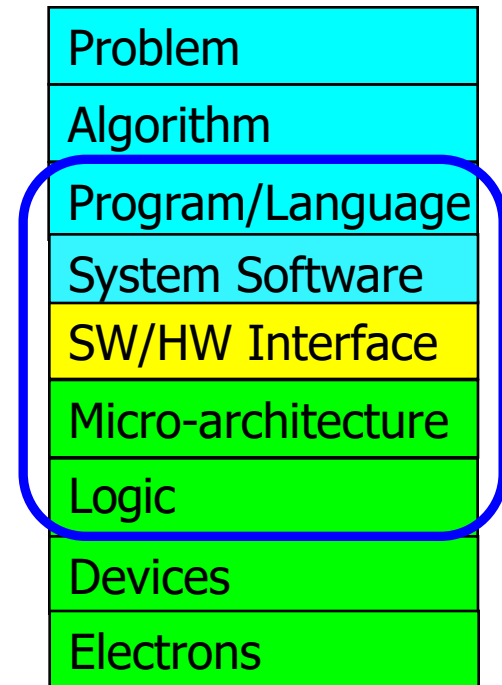 Problem
Algorithm
Program/Language
System Software
SW/HW Interface
Micro-architecture
Logic
Devices
Electrons